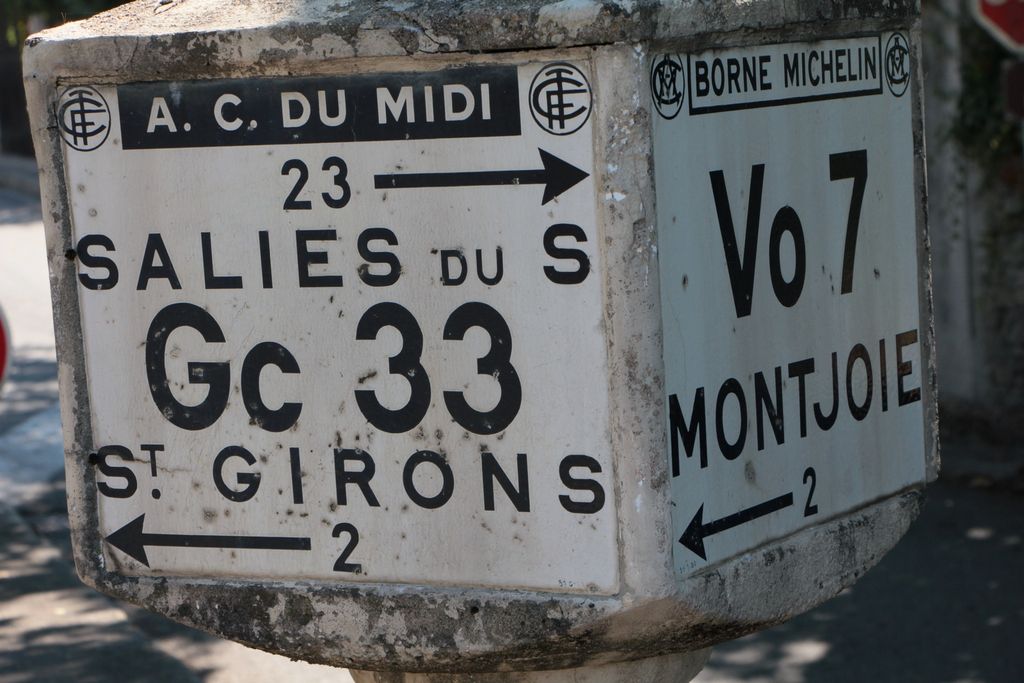 A. C. DU MIDI
23
SALIES DU S
Gc 33
ST. GIRONS
2
BORNE MICHELIN
Vo 7
MONTJOIE
2